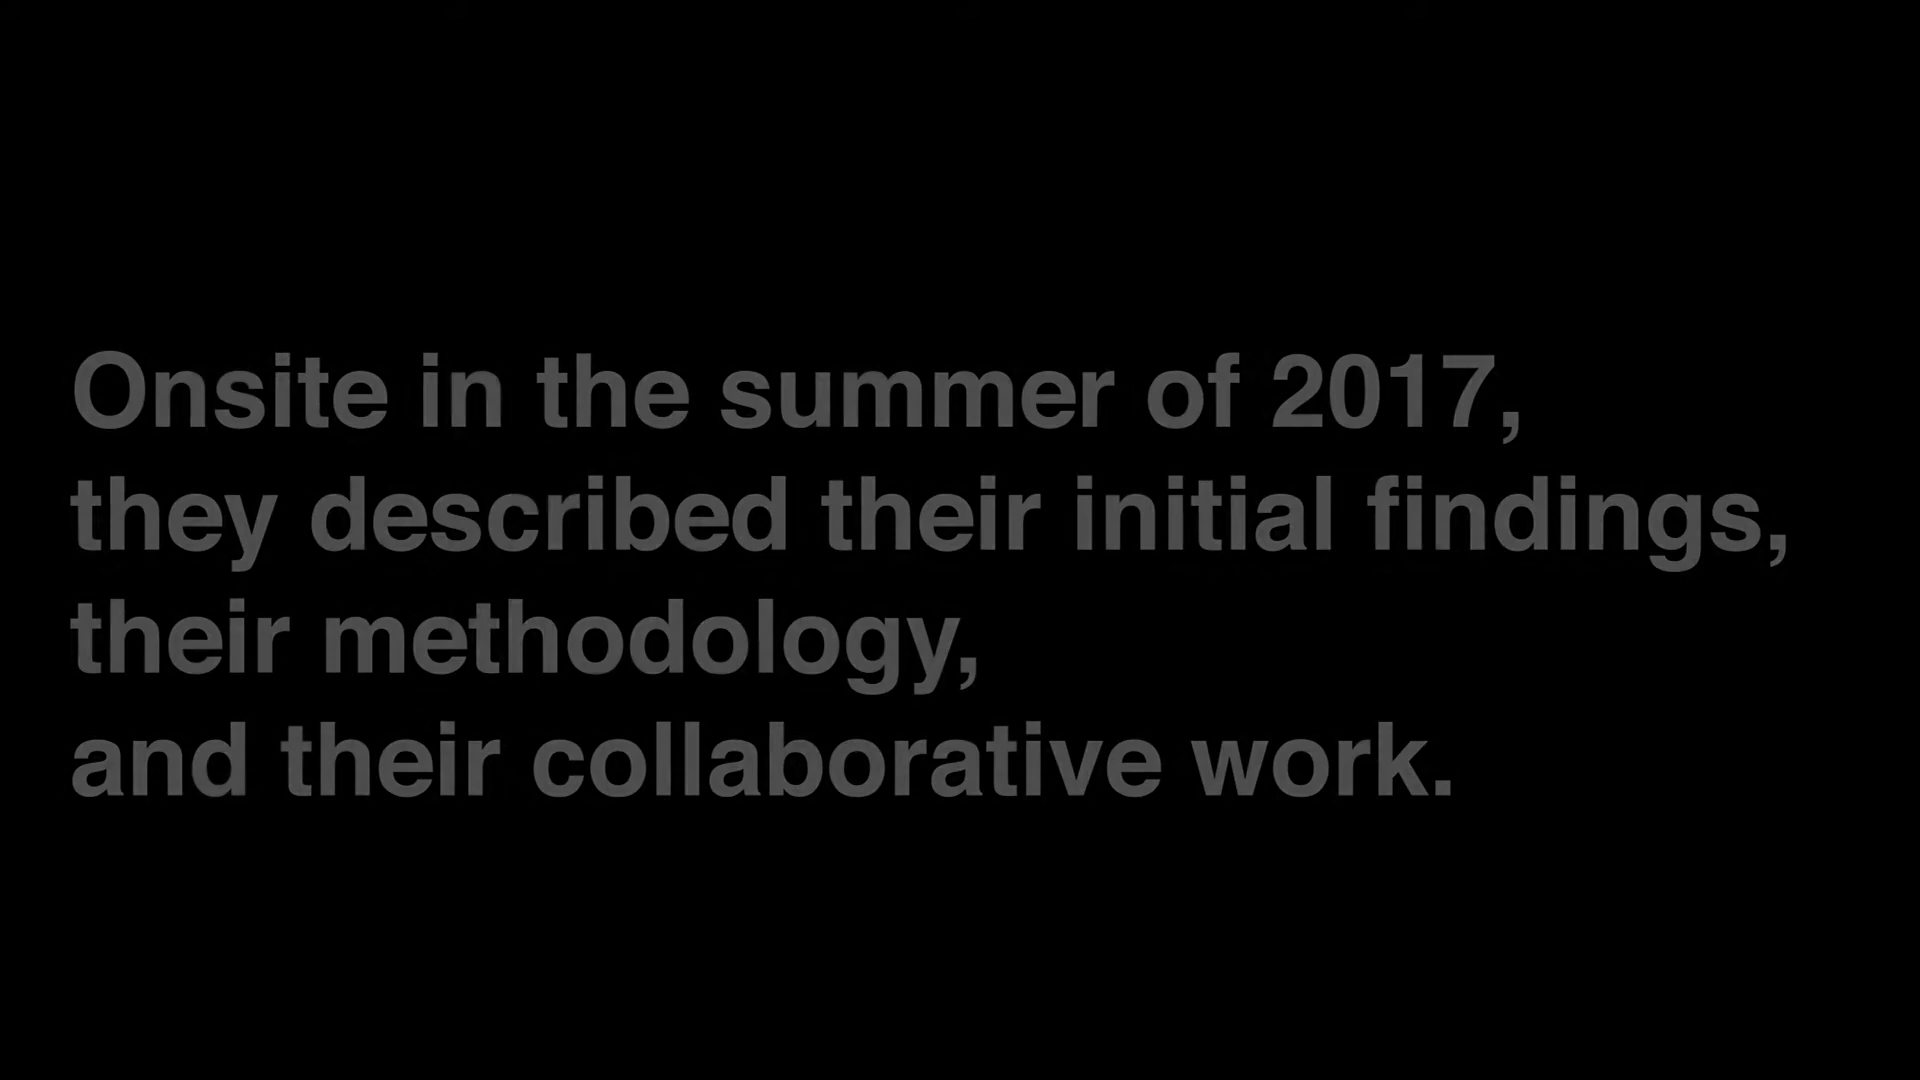 Onsite in the summer of 2017,
they described their initial findings,
their methodology,
and their collaborative work.